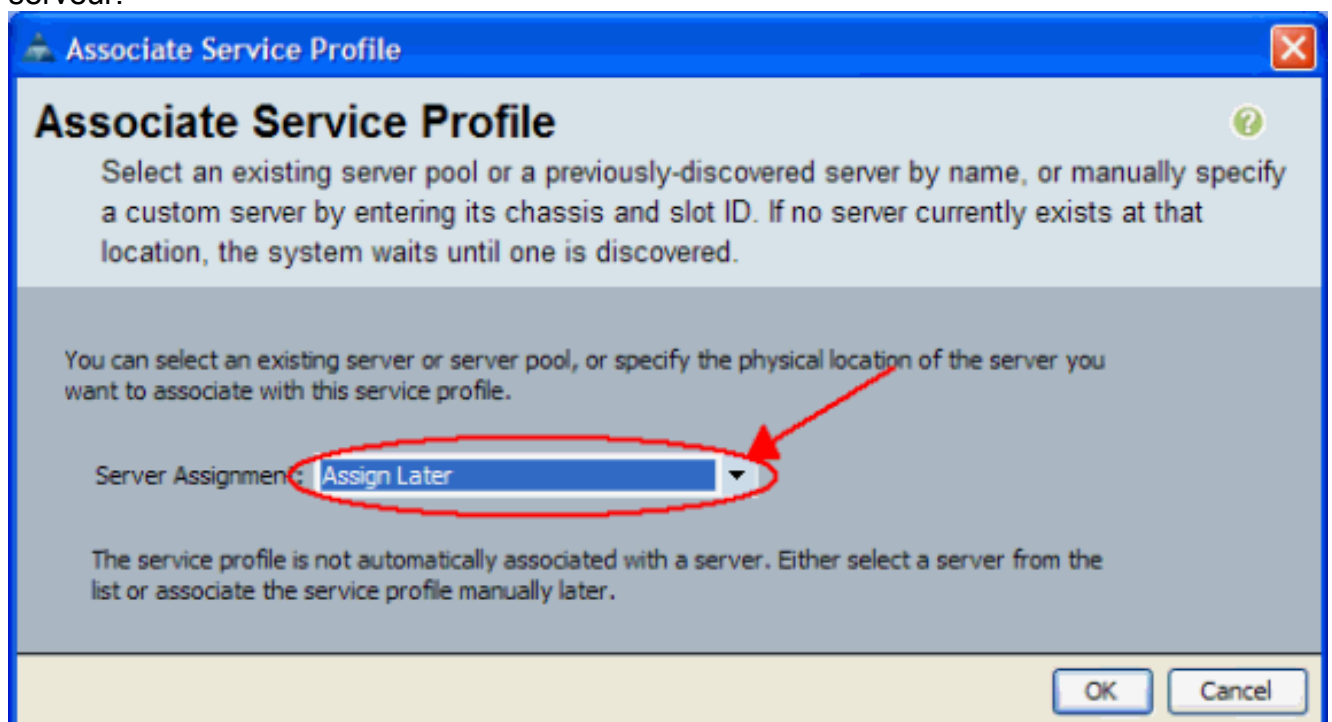 serveur.
Associate Service Profile
Associate Service Profile
Select an existing server pool or a previously-discovered server by name, or manually specify
a custom server by entering its chassis and slot ID. If no server currently exists at that
location, the system waits until one is discovered.
You can select an existing server or server pool, or specify the physical location of the server you
want to associate with this service profile.
Server Assignment: Assign Later
The service profile is not automatically associated with a server. Either select a server from the
list or associate the service profile manually later.
OK Cancel